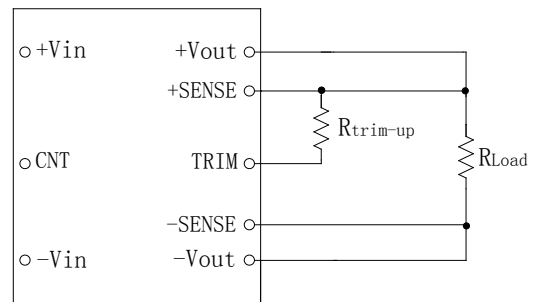 +Vin
+Vout
+SENSE
Rtrim-up
CNT
TRIM
RLoad
-SENSE
-Vin
-Vout